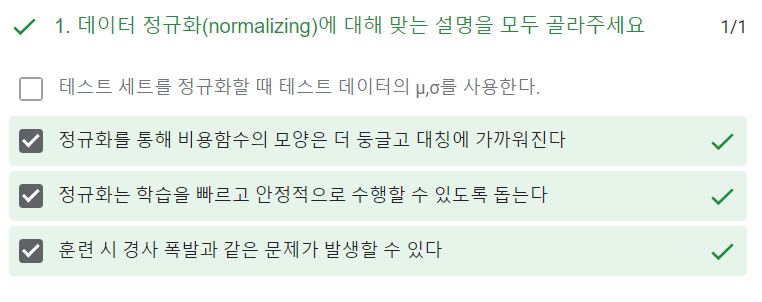 1. 데이터 정규화(normalizing)에 대해 맞는 설명을 모두 골라주세요 1/1
테스트 세트를 정규화할 때 테스트 데이터의 μ,σ를 사용한다.
정규화를 통해 비용함수의 모양은 더 둥글고 대칭에 가까워진다
정규화는 학습을 빠르고 안정적으로 수행할 수 있도록 돕는다
훈련 시 경사 폭발과 같은 문제가 발생할 수 있다